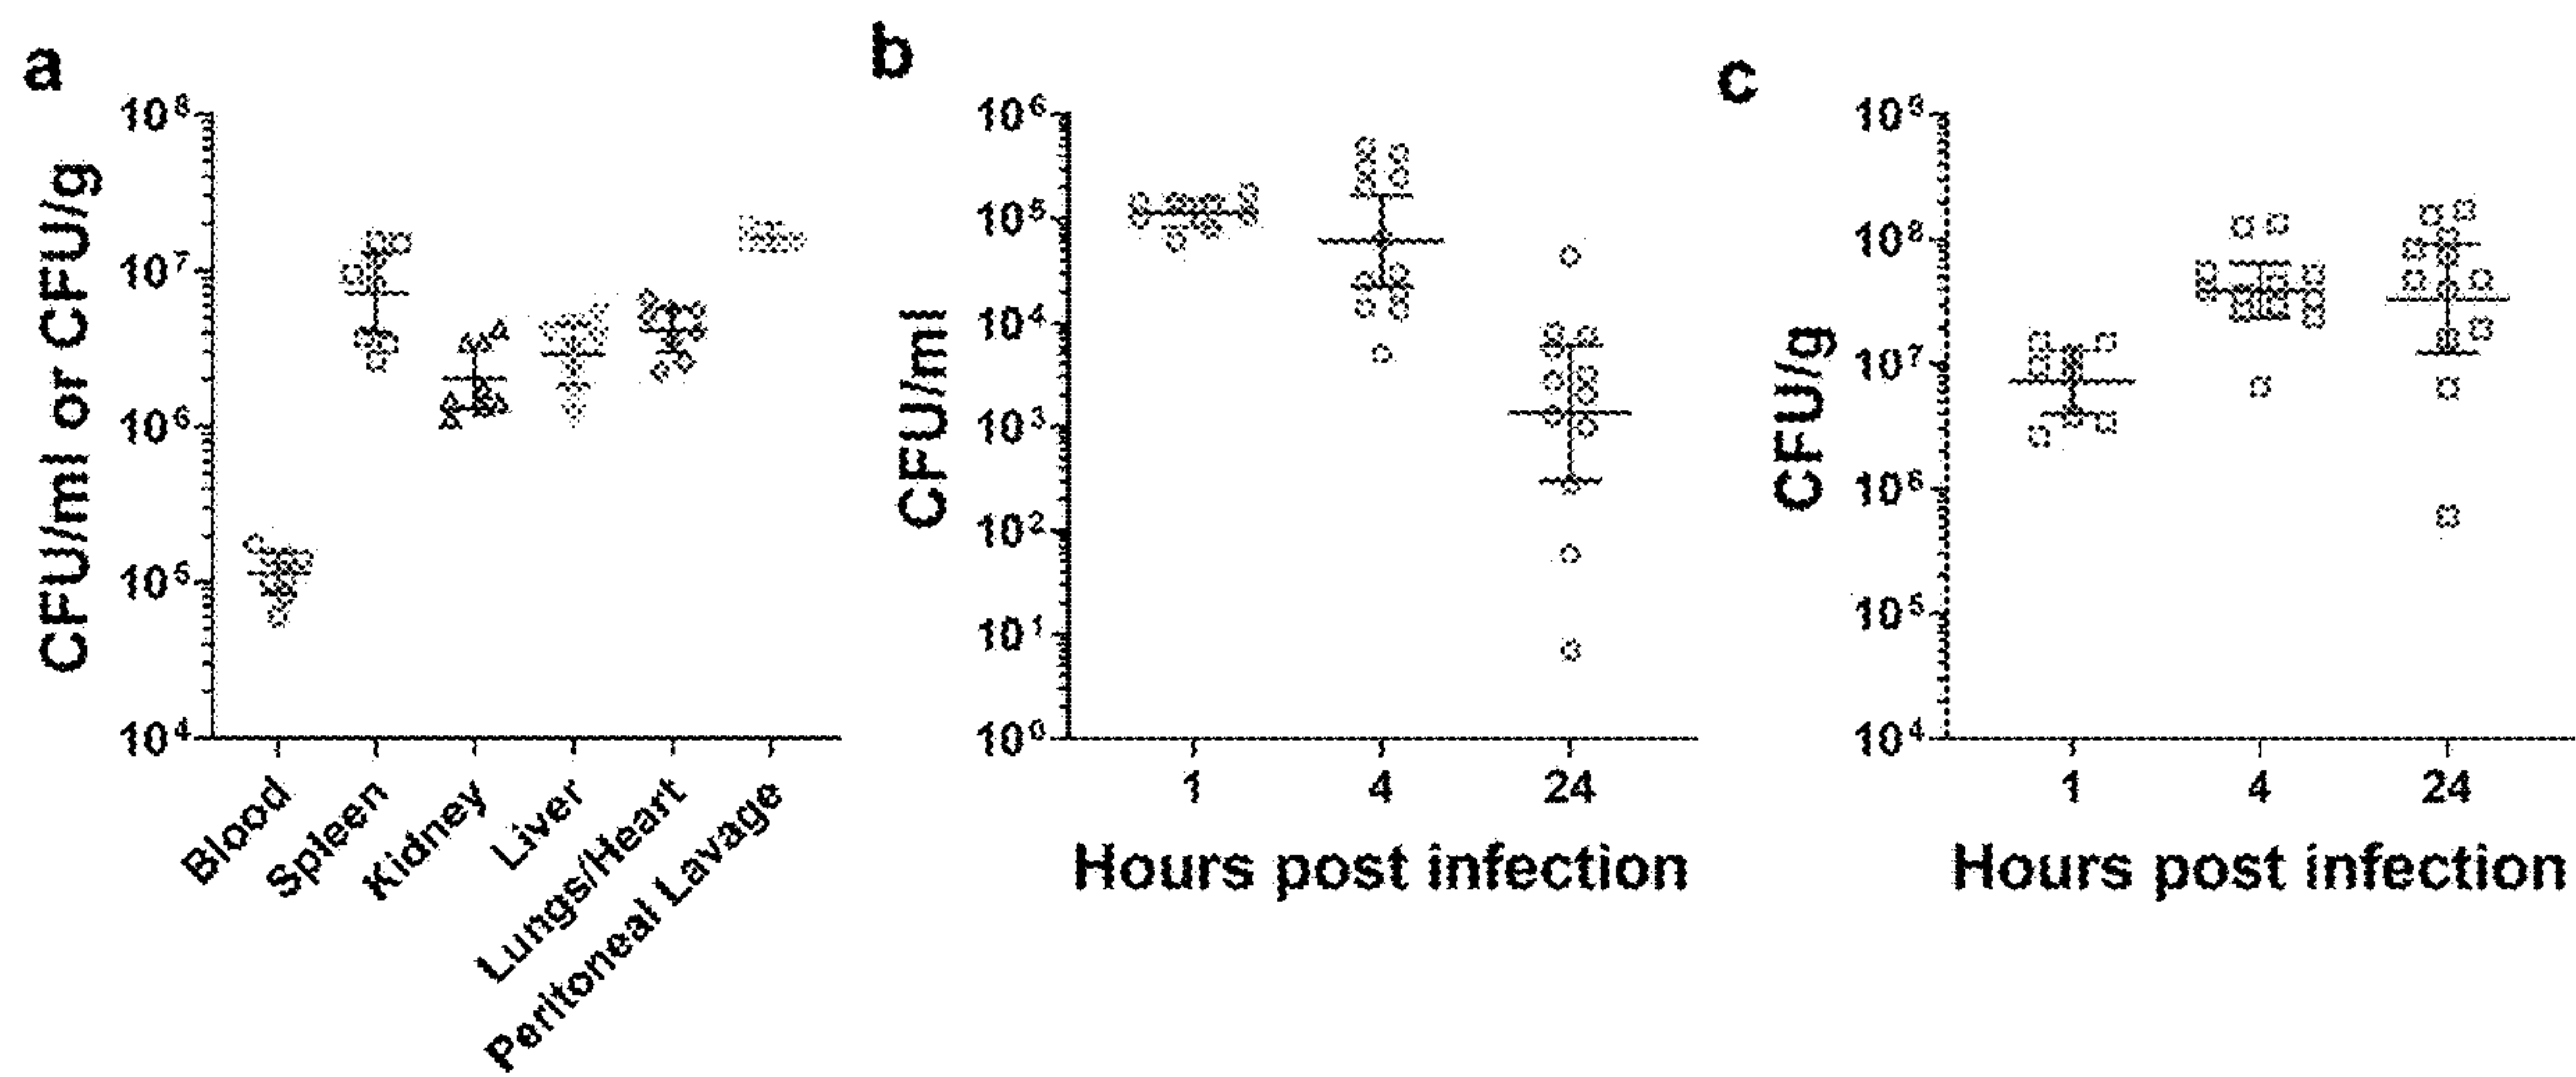 a
CFU/ml or CFU/g
10⁸
10⁷
10⁶
10⁵
10⁴
Blood
Spleen
Kidney
Liver
Lungs/Heart
Peritoneal Lavage
b
CFU/ml
10⁶
10⁵
10⁴
10³
10²
10¹
10⁰
1
4
24
Hours post infection
c
CFU/g
10⁹
10⁸
10⁷
10⁶
10⁵
10⁴
1
4
24
Hours post infection